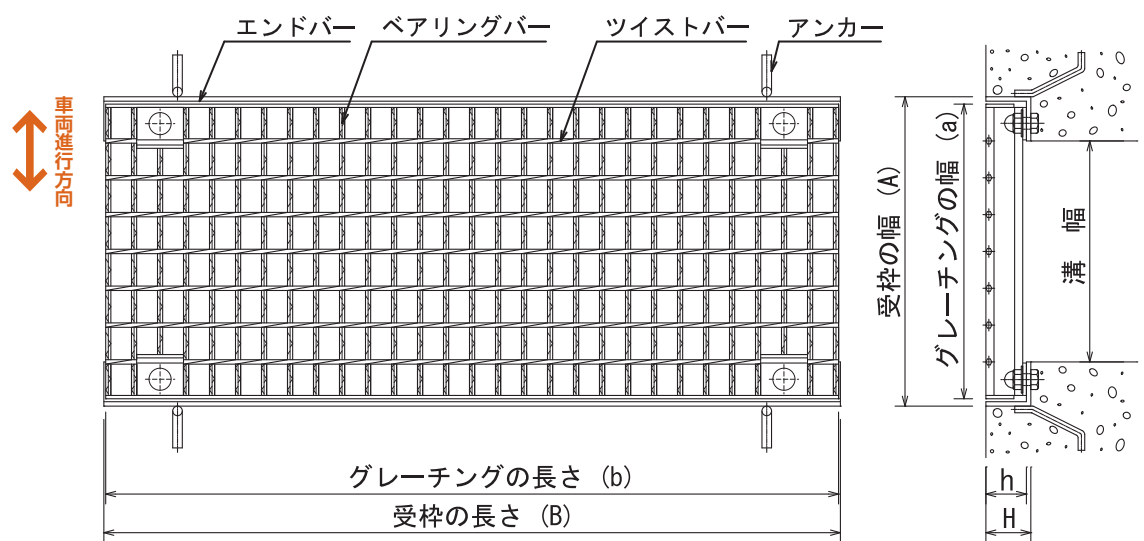 エンドバー
ベアリングバー
ツイストバー
アンカー
車両進行方向
受枠の幅 (A)
グレーチングの幅 (a)
溝 幅
グレーチングの長さ (b)
受枠の長さ (B)
h
H